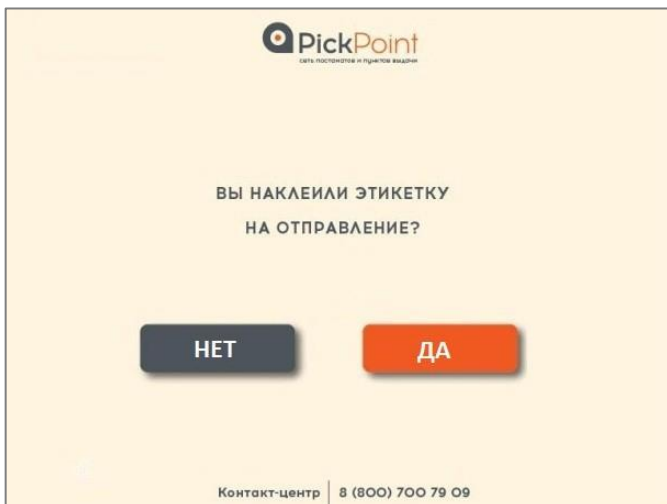 PickPoint
сеть постаматов и пунктов выдачи
ВЫ НАКЛЕИЛИ ЭТИКЕТКУ
НА ОТПРАВЛЕНИЕ?
НЕТ
ДА
Контакт-центр | 8 (800) 700 79 09